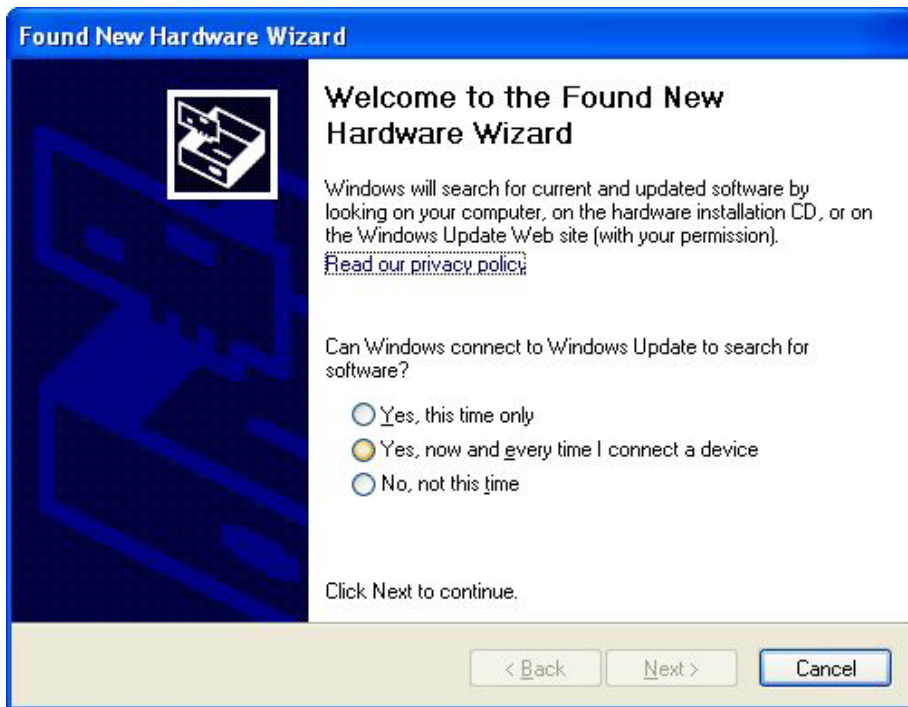 Found New Hardware Wizard
Welcome to the Found New
Hardware Wizard
Windows will search for current and updated software by
looking on your computer, on the hardware installation CD, or on
the Windows Update Web site (with your permission).
Read our privacy policy
Can Windows connect to Windows Update to search for
software?
Yes, this time only
Yes, now and every time I connect a device
No, not this time
Click Next to continue.
< Back
Next >
Cancel